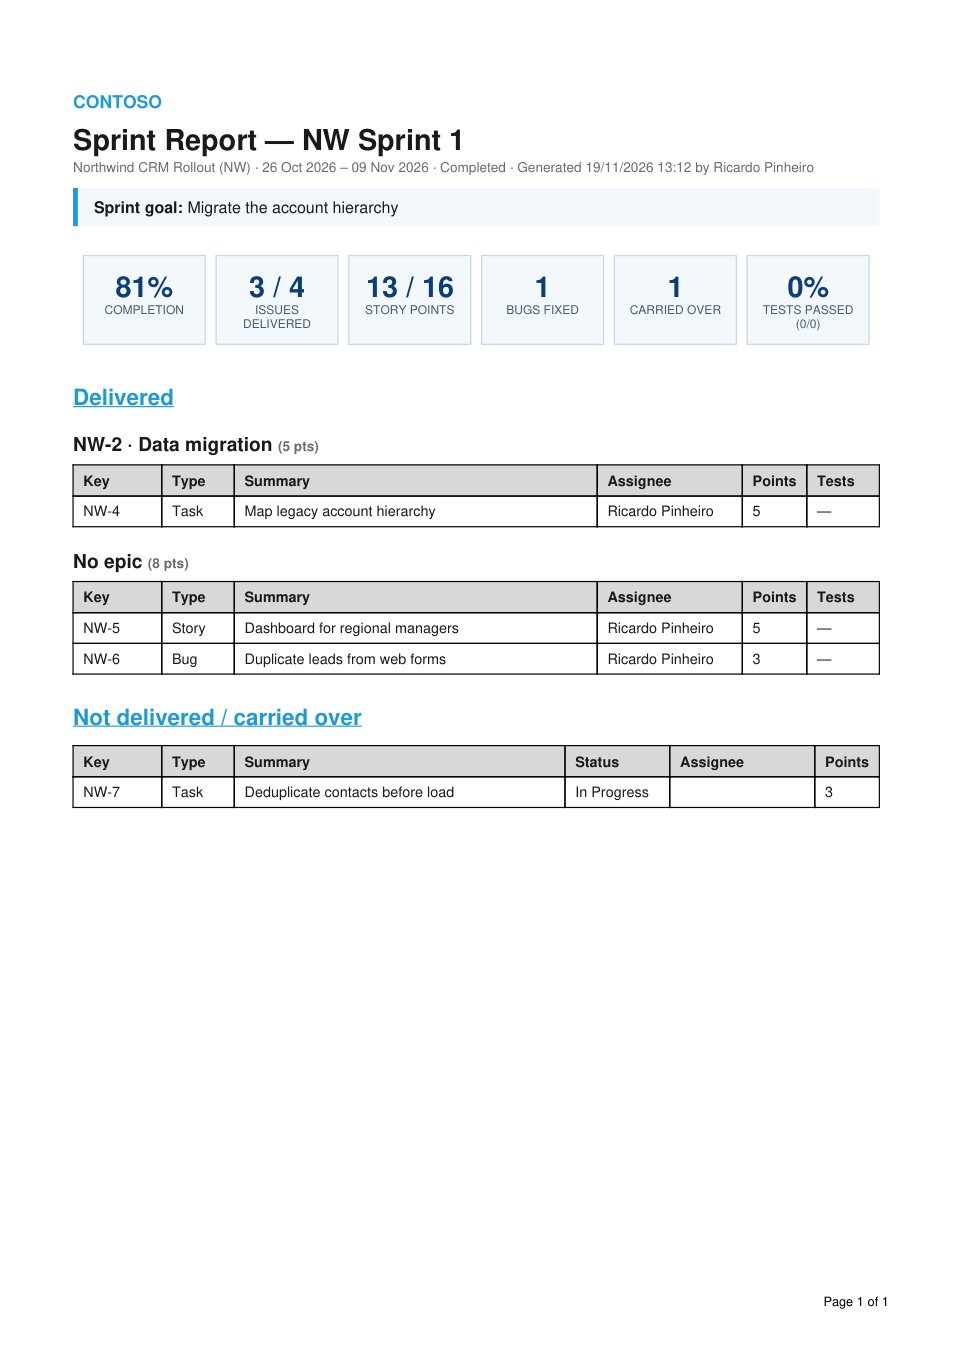 CONTOSO
Sprint Report — NW Sprint 1
Northwind CRM Rollout (NW) · 26 Oct 2026 – 09 Nov 2026 · Completed · Generated 19/11/2026 13:12 by Ricardo Pinheiro
Sprint goal: Migrate the account hierarchy
81% 3 / 4 13 / 16 1 1 0%
COMPLETION ISSUES STORY POINTS BUGS FIXED CARRIED OVER TESTS PASSED
DELIVERED (0/0)
Delivered
NW-2 · Data migration (5 pts)
Key Type Summary Assignee Points Tests
NW-4 Task Map legacy account hierarchy Ricardo Pinheiro 5 —
No epic (8 pts)
Key Type Summary Assignee Points Tests
NW-5 Story Dashboard for regional managers Ricardo Pinheiro 5 —
NW-6 Bug Duplicate leads from web forms Ricardo Pinheiro 3 —
Not delivered / carried over
Key Type Summary Status Assignee Points
NW-7 Task Deduplicate contacts before load In Progress 3
Page 1 of 1